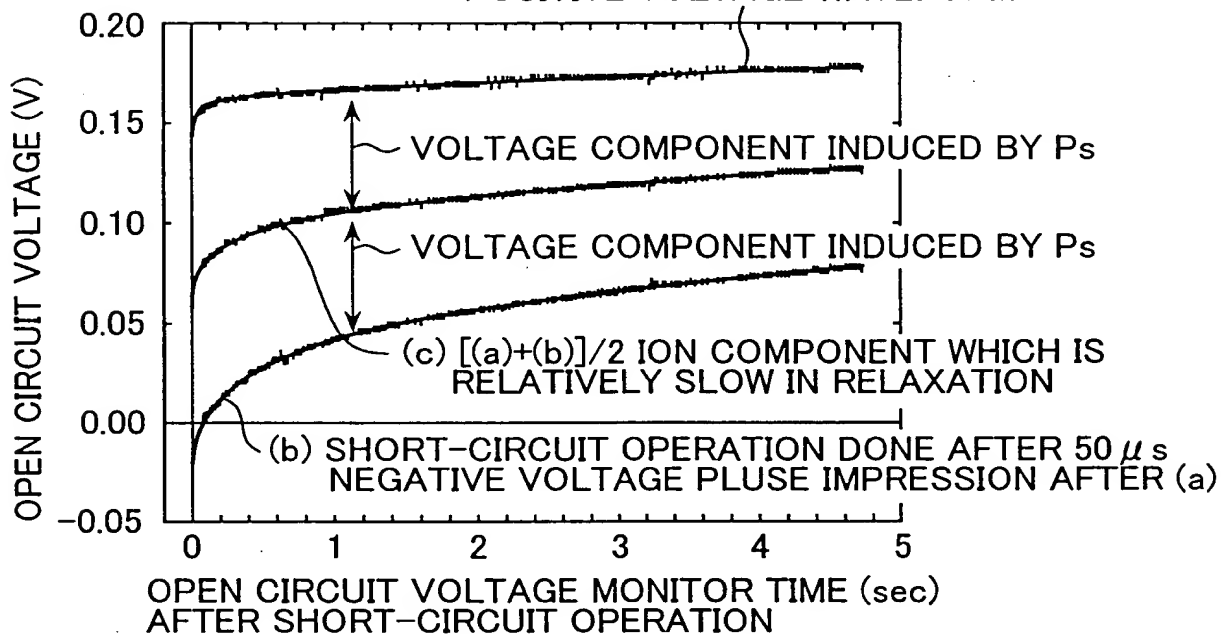 0.20
0.15
0.10
0.05
0.00
-0.05
OPEN CIRCUIT VOLTAGE (V)
VOLTAGE COMPONENT INDUCED BY Ps
VOLTAGE COMPONENT INDUCED BY Ps
(c) [(a)+(b)]/2 ION COMPONENT WHICH IS
RELATIVELY SLOW IN RELAXATION
(b) SHORT-CIRCUIT OPERATION DONE AFTER 50 μs
NEGATIVE VOLTAGE PLUSE IMPRESSION AFTER (a)
0 1 2 3 4 5
OPEN CIRCUIT VOLTAGE MONITOR TIME (sec)
AFTER SHORT-CIRCUIT OPERATION